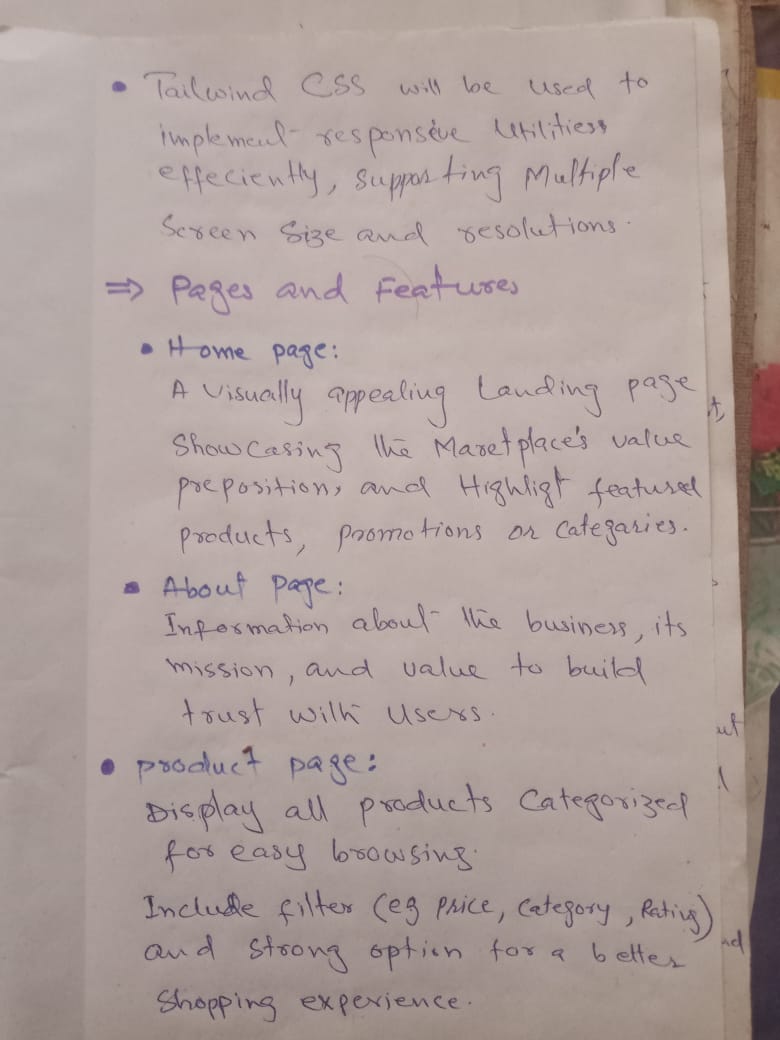 • Tailwind CSS will be used to
implement responsive Utilitiess
effeciently, supporting Multiple
Screen Size and resolutions.
⇒ Pages and Features
• Home page:
A Visually appealing Landing page
Showcasing the Maretplace's value
prepositions, and Highligt featured
products, promotions or Categaries.
• About Page:
Information about the business, its
mission, and value to build
trust with Users.
• product page:
Display all products Categorized
for easy browsing.
Include filter (eg Price, Category, Rating)
and strong option for a better
Shopping experience.